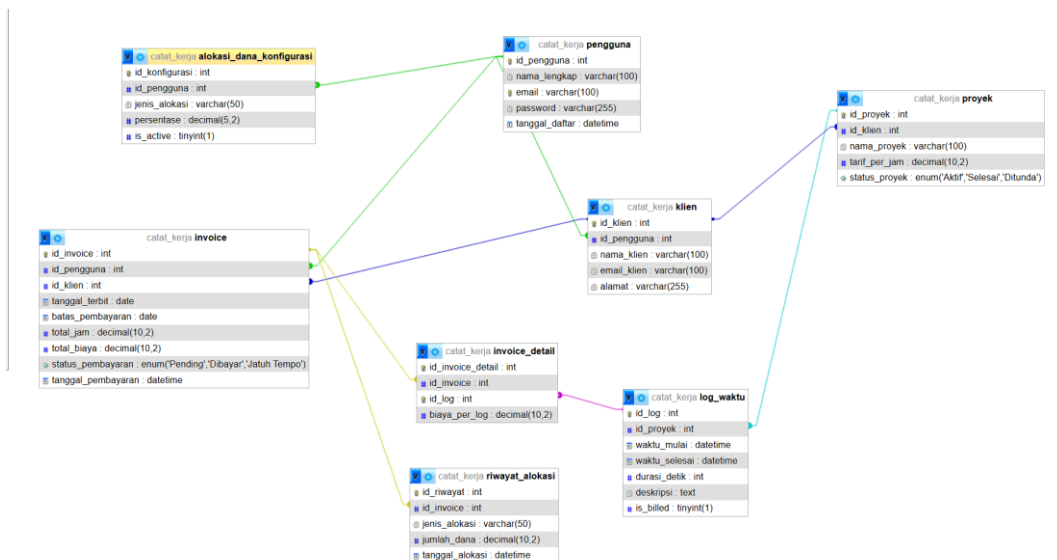 catat_kerja alokasi_dana_konfigurasi
id_konfigurasi : int
id_pengguna : int
jenis_alokasi : varchar(50)
persentase : decimal(5,2)
is_active : tinyint(1)
catat_kerja pengguna
id_pengguna : int
nama_lengkap : varchar(100)
email : varchar(100)
password : varchar(255)
tanggal_daftar : datetime
catat_kerja proyek
id_proyek : int
id_klien : int
nama_proyek : varchar(100)
tarif_per_jam : decimal(10,2)
status_proyek : enum('Aktif','Selesai','Ditunda')
catat_kerja klien
id_klien : int
id_pengguna : int
nama_klien : varchar(100)
email_klien : varchar(100)
alamat : varchar(255)
catat_kerja invoice
id_invoice : int
id_pengguna : int
id_klien : int
tanggal_terbit : date
batas_pembayaran : date
total_jam : decimal(10,2)
total_biaya : decimal(10,2)
status_pembayaran : enum('Pending','Dibayar','Jatuh Tempo')
tanggal_pembayaran : datetime
catat_kerja invoice_detail
id_invoice_detail : int
id_invoice : int
id_log : int
biaya_per_log : decimal(10,2)
catat_kerja log_waktu
id_log : int
id_proyek : int
waktu_mulai : datetime
waktu_selesai : datetime
durasi_detik : int
deskripsi : text
is_billed : tinyint(1)
catat_kerja riwayat_alokasi
id_riwayat : int
id_invoice : int
jenis_alokasi : varchar(50)
jumlah_dana : decimal(10,2)
tanggal_alokasi : datetime